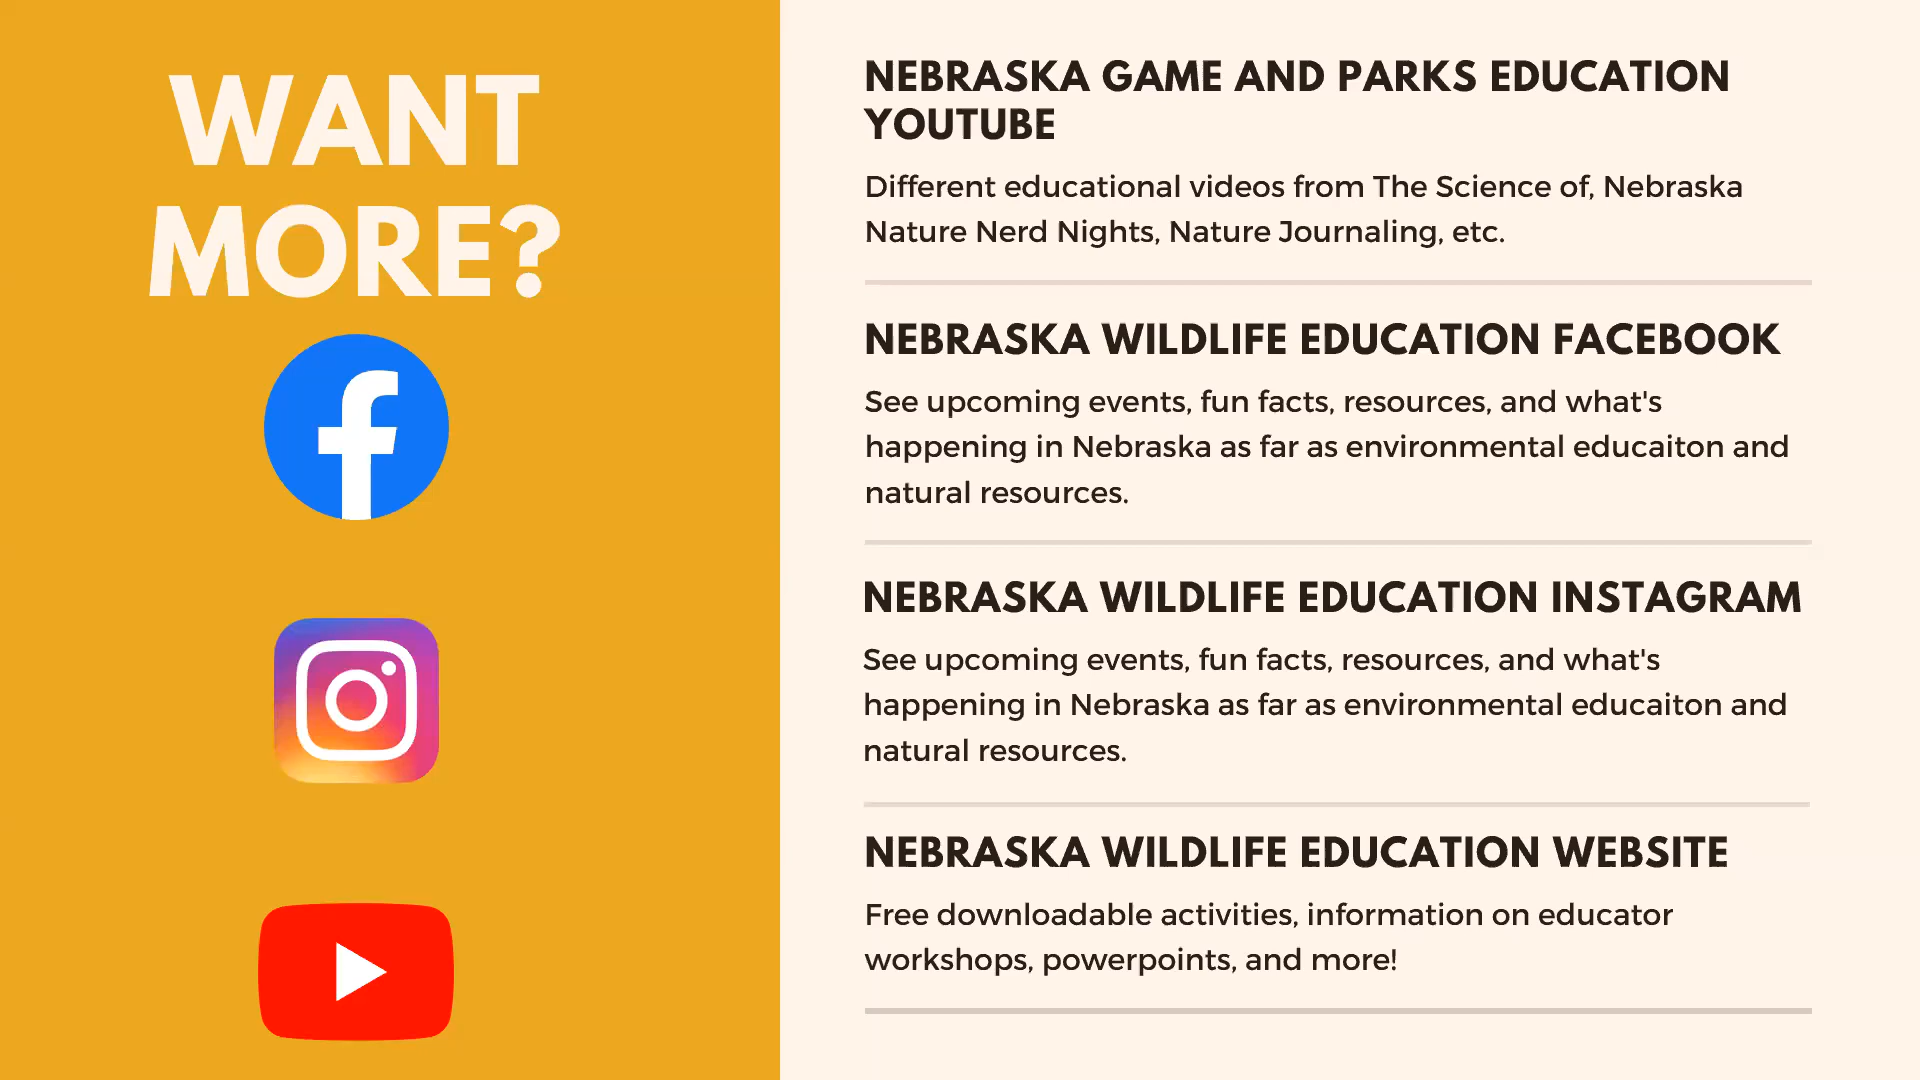 WANT
MORE?
NEBRASKA GAME AND PARKS EDUCATION
YOUTUBE
Different educational videos from The Science of, Nebraska
Nature Nerd Nights, Nature Journaling, etc.
NEBRASKA WILDLIFE EDUCATION FACEBOOK
See upcoming events, fun facts, resources, and what's
happening in Nebraska as far as environmental educaiton and
natural resources.
NEBRASKA WILDLIFE EDUCATION INSTAGRAM
See upcoming events, fun facts, resources, and what's
happening in Nebraska as far as environmental educaiton and
natural resources.
NEBRASKA WILDLIFE EDUCATION WEBSITE
Free downloadable activities, information on educator
workshops, powerpoints, and more!